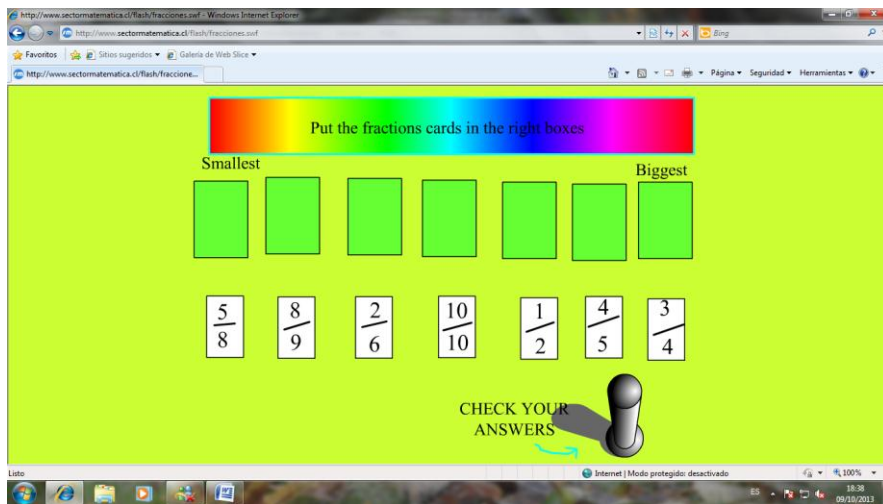 http://www.sectormatematica.cl/flash/fracciones.swf - Windows Internet Explorer
http://www.sectormatematica.cl/flash/fracciones.swf
Bing
Favoritos
Sitios sugeridos
Galería de Web Slice
http://www.sectormatematica.cl/flash/fraccione...
Página
Seguridad
Herramientas
Put the fractions cards in the right boxes
Smallest
Biggest
5/8
8/9
2/6
10/10
1/2
4/5
3/4
CHECK YOUR
ANSWERS
Listo
Internet | Modo protegido: desactivado
100%
ES
18:38
09/10/2013